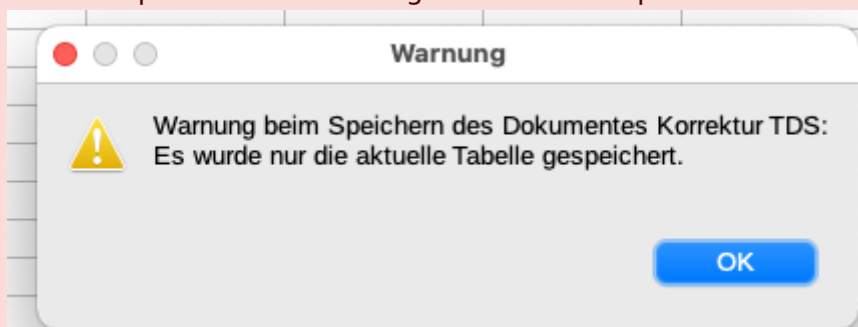 Warnung
Warnung beim Speichern des Dokumentes Korrektur TDS:
Es wurde nur die aktuelle Tabelle gespeichert.
OK